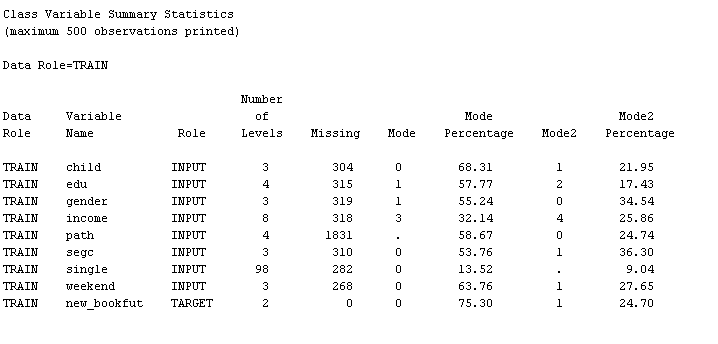 Class Variable Summary Statistics
(maximum 500 observations printed)
Data Role=TRAIN
Number
Data Variable of Mode Mode2
Role Name Role Levels Missing Mode Percentage Mode2 Percentage
TRAIN child INPUT 3 304 0 68.31 1 21.95
TRAIN edu INPUT 4 315 1 57.77 2 17.43
TRAIN gender INPUT 3 319 1 55.24 0 34.54
TRAIN income INPUT 8 318 3 32.14 4 25.86
TRAIN path INPUT 4 1831 . 58.67 0 24.74
TRAIN segc INPUT 3 310 0 53.76 1 36.30
TRAIN single INPUT 98 282 0 13.52 . 9.04
TRAIN weekend INPUT 3 268 0 63.76 1 27.65
TRAIN new_bookfut TARGET 2 0 0 75.30 1 24.70